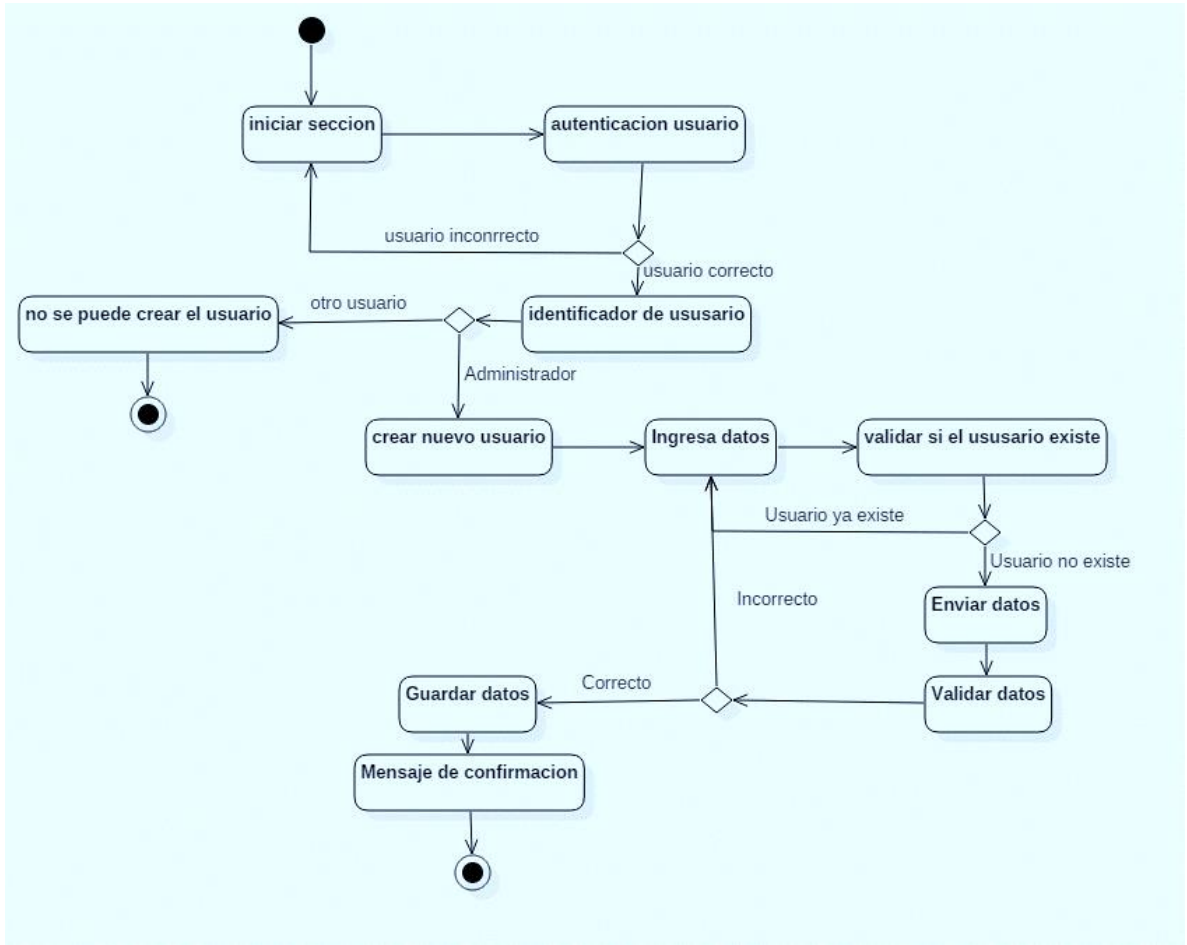 iniciar seccion
autenticacion usuario
usuario inconrrecto
usuario correcto
no se puede crear el usuario
otro usuario
identificador de ususario
Administrador
crear nuevo usuario
Ingresa datos
validar si el ususario existe
Usuario ya existe
Usuario no existe
Incorrecto
Enviar datos
Guardar datos
Correcto
Validar datos
Mensaje de confirmacion